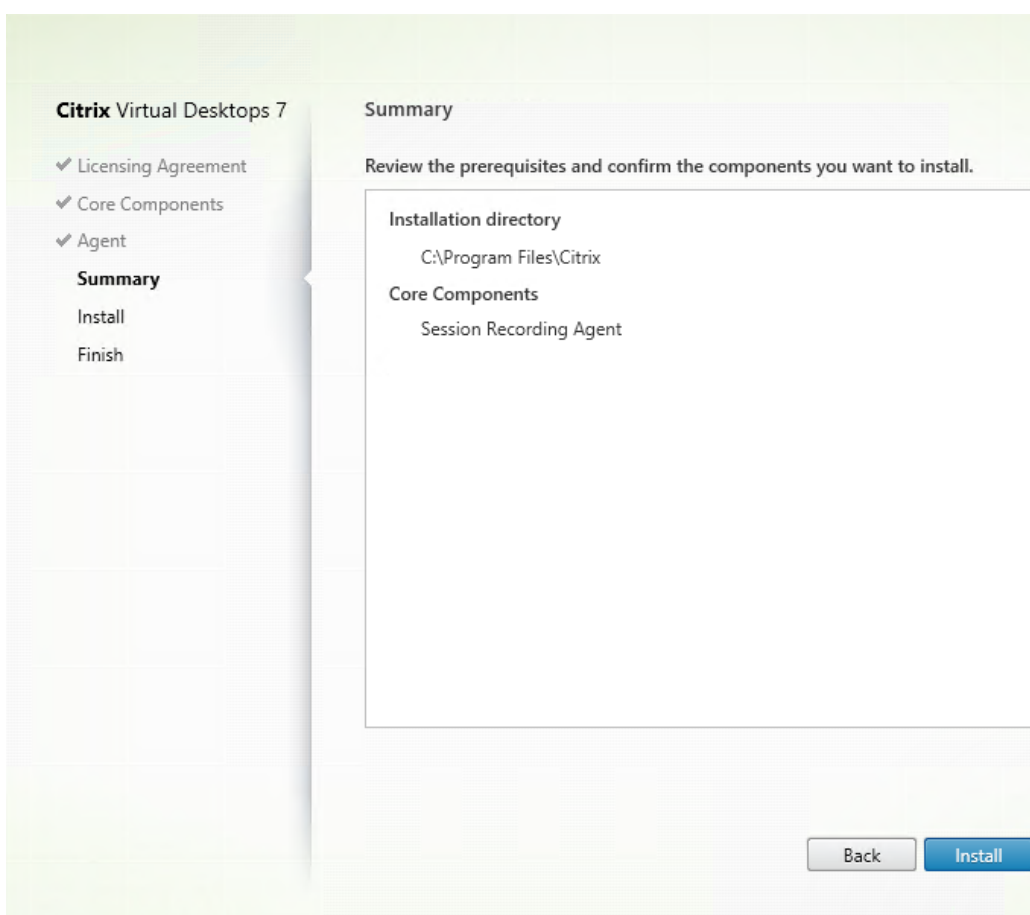 Citrix Virtual Desktops 7
Licensing Agreement
Core Components
Agent
Summary
Install
Finish
Summary
Review the prerequisites and confirm the components you want to install.
Installation directory
C:\Program Files\Citrix
Core Components
Session Recording Agent
Back
Install